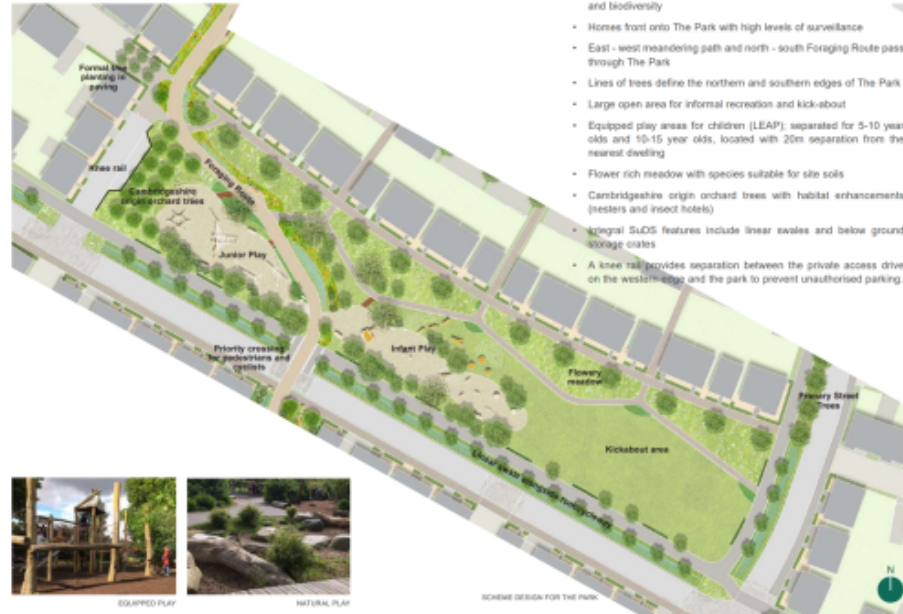 and biodiversity
• Homes front onto The Park with high levels of surveillance
• East - west meandering path and north - south Foraging Route pass
through The Park
• Lines of trees define the northern and southern edges of The Park
• Large open area for informal recreation and kick-about
• Equipped play areas for children (LEAP); separated for 5-10 year
olds and 10-15 year olds, located with 20m separation from the
nearest dwelling
• Flower rich meadow with species suitable for site soils
• Cambridgeshire origin orchard trees with habitat enhancements
(nesters and insect hotels)
• Integral SuDS features include linear swales and below ground
storage crates
• A knee rail provides separation between the private access drive
on the western edge and the park to prevent unauthorised parking.
Formal tree
planting in
paving
Knee rail
Foraging Route
Cambridgeshire
origin orchard trees
Junior Play
Priority crossing
for pedestrians and
cyclists
Infant Play
Flowery
meadow
Primary Street
Trees
Kickabout area
Linear swale alongside
N
EQUIPPED PLAY
NATURAL PLAY
SCHEME DESIGN FOR THE PARK